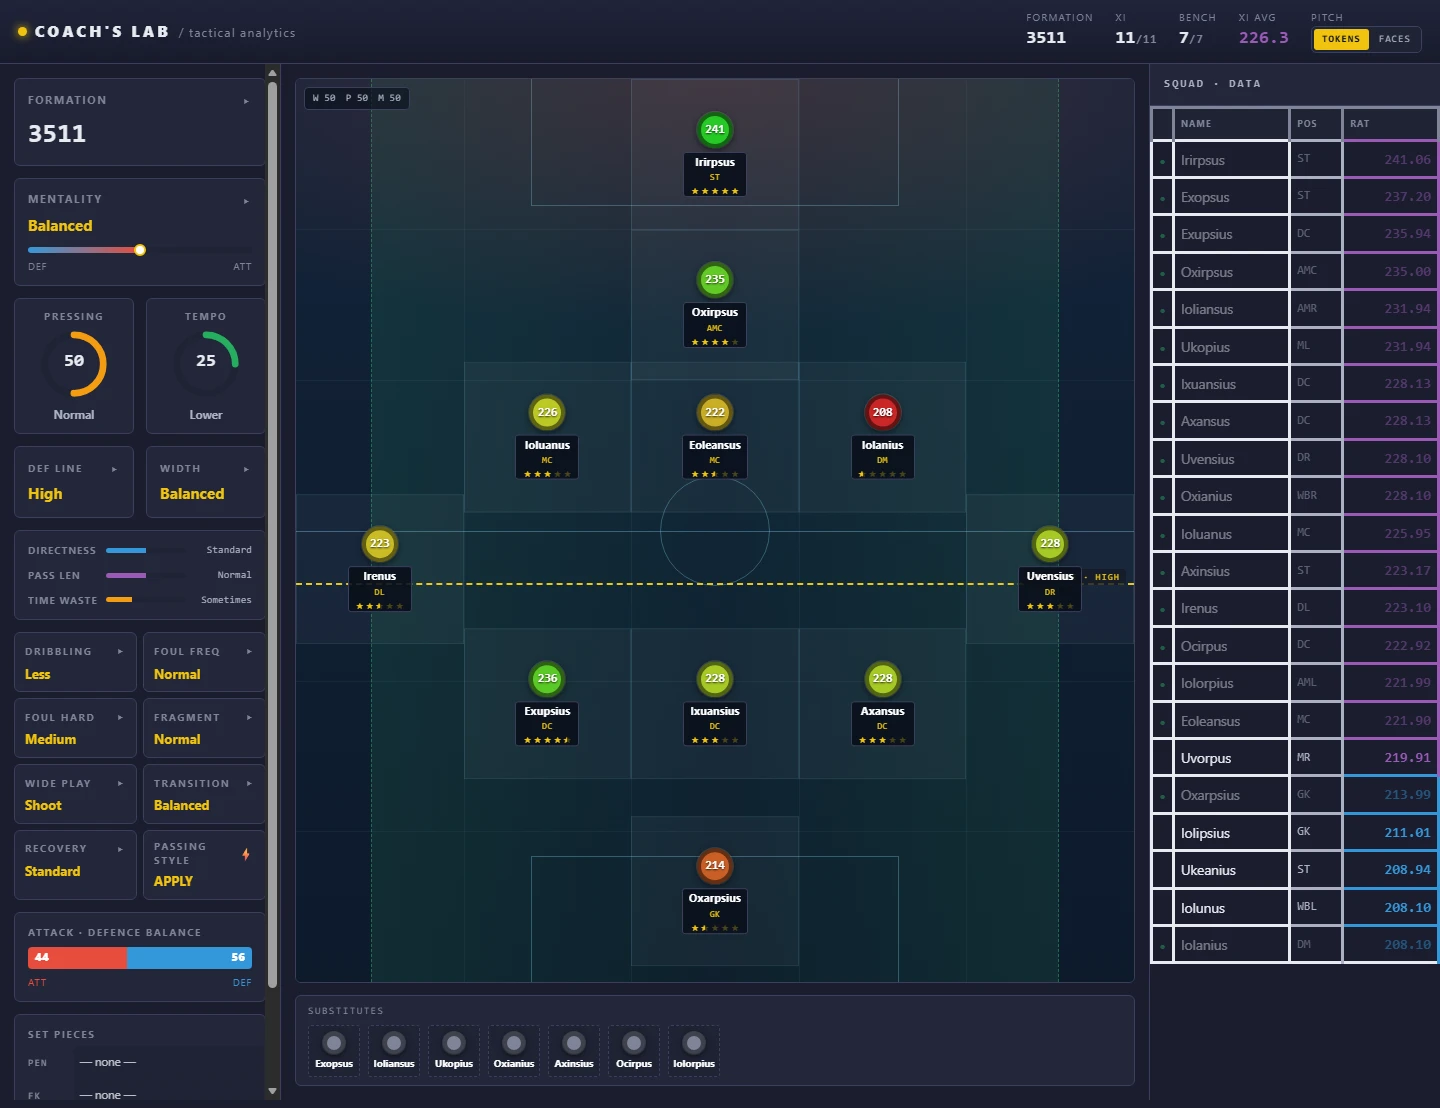 COACH'S LAB / tactical analytics
FORMATION
3511
XI
11/11
BENCH
7/7
XI AVG
226.3
PITCH
TOKENS FACES
FORMATION ▸
3511
MENTALITY ▸
Balanced
DEF ATT
PRESSING
50
Normal
TEMPO
25
Lower
DEF LINE ▸
High
WIDTH ▸
Balanced
DIRECTNESS Standard
PASS LEN Normal
TIME WASTE Sometimes
DRIBBLING ▸
Less
FOUL FREQ ▸
Normal
FOUL HARD ▸
Medium
FRAGMENT ▸
Normal
WIDE PLAY ▸
Shoot
TRANSITION ▸
Balanced
RECOVERY ▸
Standard
PASSING
STYLE
APPLY
ATTACK · DEFENCE BALANCE
44 56
ATT DEF
SET PIECES
PEN — none —
FK — none —
W 50 P 50 M 50
241
Irirpsus
ST
★★★★★
235
Oxirpsus
AMC
★★★★★
226
Ioluanus
MC
★★★★★
222
Eoleansus
MC
★★★★★
208
Iolanius
DM
★★★★★
223
Irenus
DL
★★★★★
228
Uvensius
DR
★★★★★
· HIGH
236
Exupsius
DC
★★★★★
228
Ixuansius
DC
★★★★★
228
Axansus
DC
★★★★★
214
Oxarpsius
GK
★★★★★
SUBSTITUTES
Exopsus Ioliansus Ukopius Oxianius Axinsius Ocirpus Iolorpius
SQUAD · DATA
NAME POS RAT
Irirpsus ST 241.06
Exopsus ST 237.20
Exupsius DC 235.94
Oxirpsus AMC 235.00
Ioliansus AMR 231.94
Ukopius ML 231.94
Ixuansius DC 228.13
Axansus DC 228.13
Uvensius DR 228.10
Oxianius WBR 228.10
Ioluanus MC 225.95
Axinsius ST 223.17
Irenus DL 223.10
Ocirpus DC 222.92
Iolorpius AML 221.99
Eoleansus MC 221.90
Uvorpus MR 219.91
Oxarpsius GK 213.99
Iolipsius GK 211.01
Ukeanius ST 208.94
Iolunus WBL 208.10
Iolanius DM 208.10